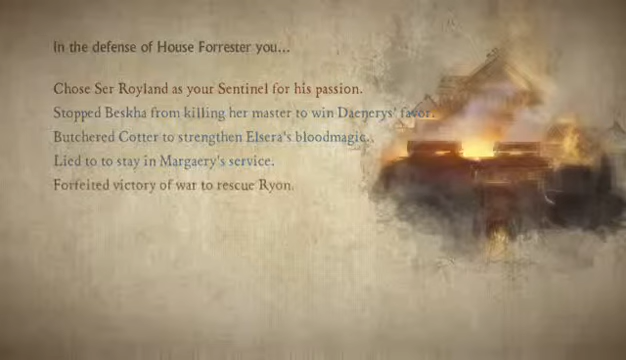 In the defense of House Forrester you...
Chose Ser Royland as your Sentinel for his passion.
Stopped Beskha from killing her master to win Daenerys' favor.
Butchered Cotter to strengthen Elsera's bloodmagic..
Lied to to stay in Margaery's service.
Forfeited victory of war to rescue Ryon.